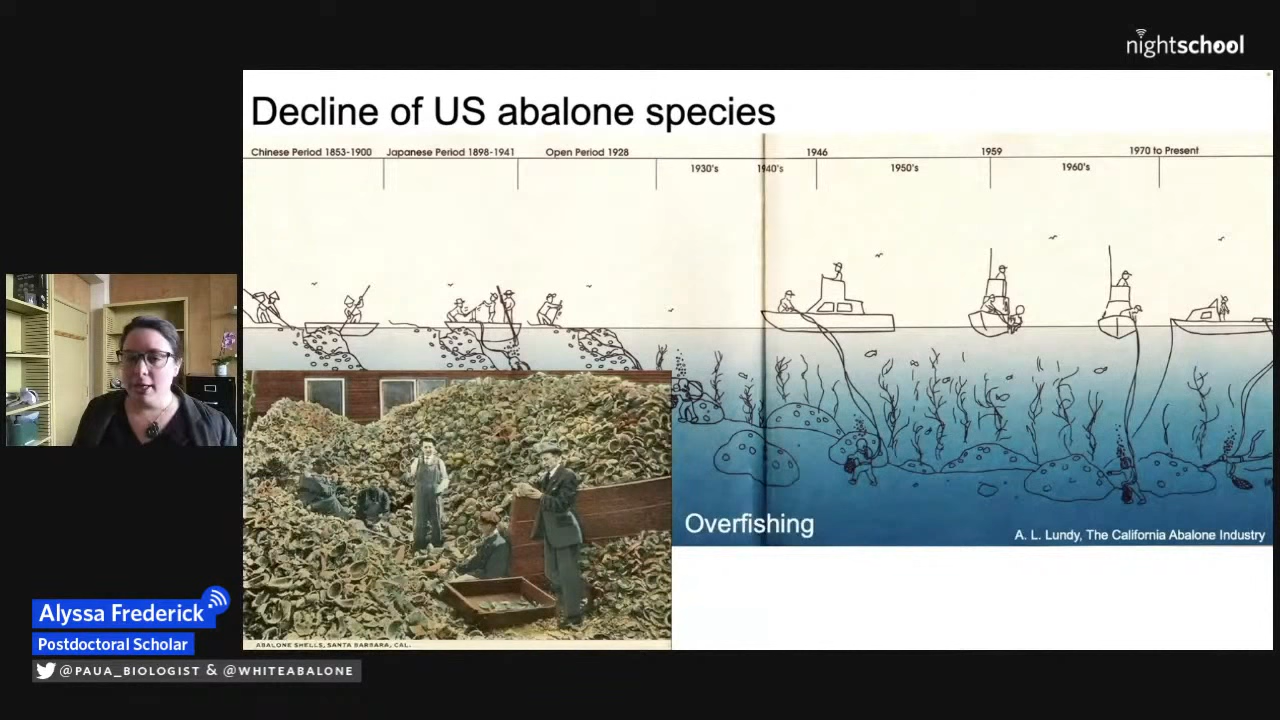 nightschool
Decline of US abalone species
Chinese Period 1853-1900 Japanese Period 1898-1941 Open Period 1928 1946 1959 1970 to Present
1930's 1940's 1950's 1960's
Overfishing
A. L. Lundy, The California Abalone Industry
ABALONE SHELLS, SANTA BARBARA, CAL.
Alyssa Frederick
Postdoctoral Scholar
@PAUA_BIOLOGIST & @WHITEABALONE